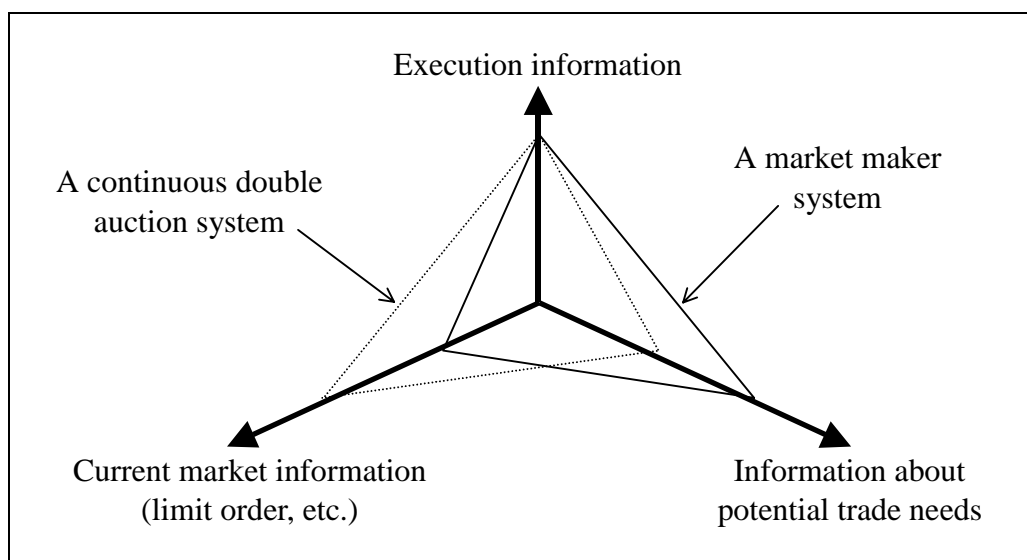 Execution information
A continuous double
auction system
A market maker
system
Current market information
(limit order, etc.)
Information about
potential trade needs